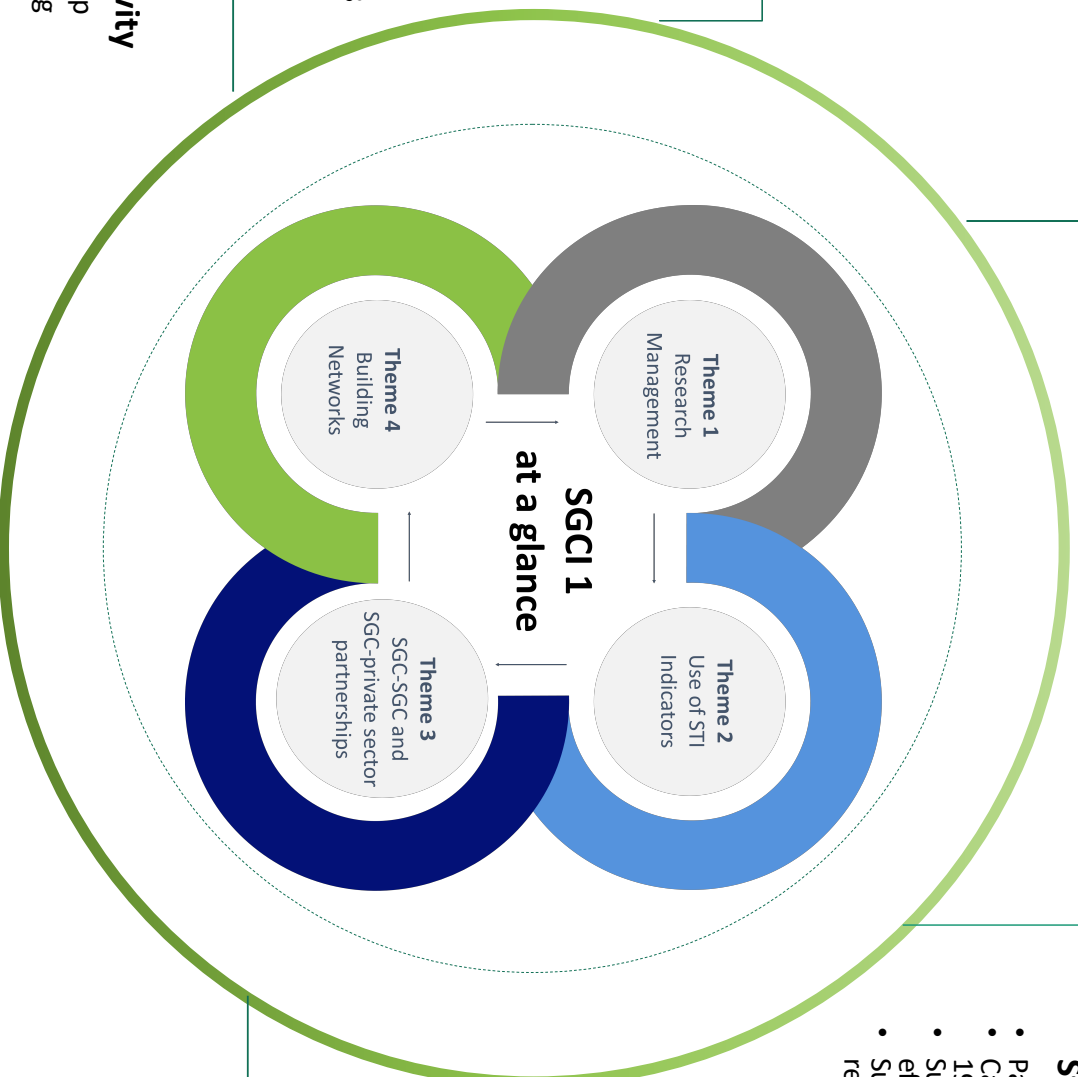 SGCI 1
at a glance
Theme 1
Research
Management
Theme 2
Use of STI
Indicators
Theme 3
SGC-SGC and
SGC-private sector
partnerships
Theme 4
Building
Networks